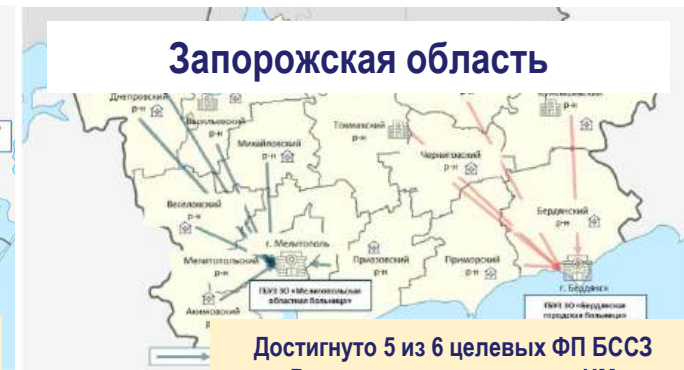 Запорожская область
Днепровский
р-н
Васильевский
р-н
Михайловский
р-н
Токмакский
р-н
Черниговский
р-н
р-н
Веселовский
р-н
Бердянский
р-н
г. Мелитополь
Мелитопольский
р-н
Приазовский
р-н
Приморский
р-н
г. Бердянск
ГБУЗ ЗО «Мелитопольская
областная больница»
ГБУЗ ЗО «Бердянская
городская больница»
Акимовский
Достигнуто 5 из 6 целевых ФП БССЗ